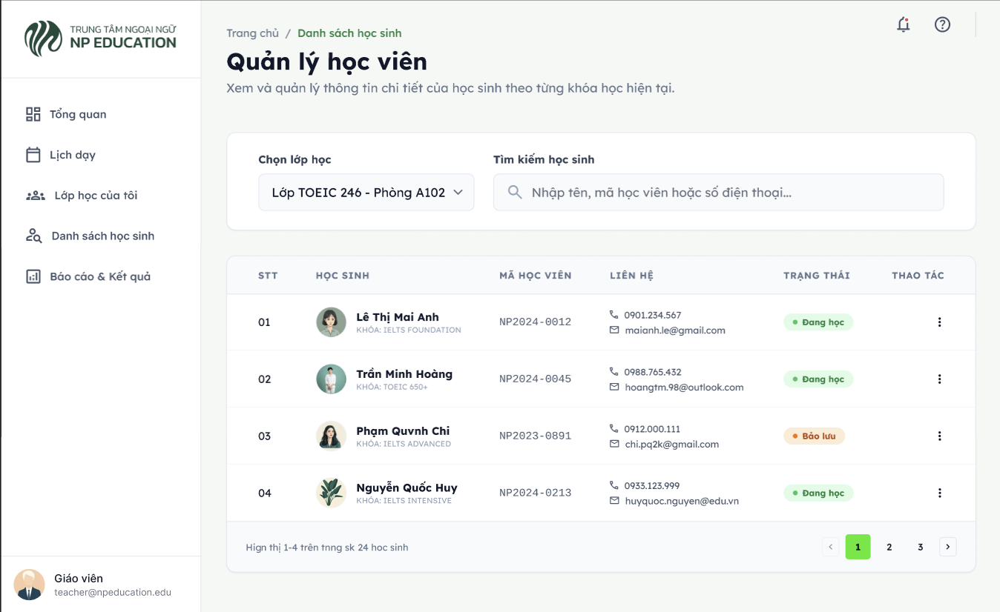 TRUNG TÂM NGOẠI NGỮ
NP EDUCATION
Tổng quan
Lịch dạy
Lớp học của tôi
Danh sách học sinh
Báo cáo & Kết quả
Giáo viên
teacher@npeducation.edu
Trang chủ / Danh sách học sinh
Quản lý học viên
Xem và quản lý thông tin chi tiết của học sinh theo từng khóa học hiện tại.
Chọn lớp học
Lớp TOEIC 246 - Phòng A102
Tìm kiếm học sinh
Nhập tên, mã học viên hoặc số điện thoại...
STT HỌC SINH MÃ HỌC VIÊN LIÊN HỆ TRẠNG THÁI THAO TÁC
01 Lê Thị Mai Anh NP2024-0012 0901.234.567 Đang học
KHÓA: IELTS FOUNDATION maianh.le@gmail.com
02 Trần Minh Hoàng NP2024-0045 0988.765.432 Đang học
KHÓA: TOEIC 650+ hoangtm.98@outlook.com
03 Phạm Quvnh Chi NP2023-0891 0912.000.111 Bảo lưu
KHÓA: IELTS ADVANCED chi.pq2k@gmail.com
04 Nguyễn Quốc Huy NP2024-0213 0933.123.999 Đang học
KHÓA: IELTS INTENSIVE huyquoc.nguyen@edu.vn
Hign thị 1-4 trên tnng sk 24 hoc sinh
1 2 3